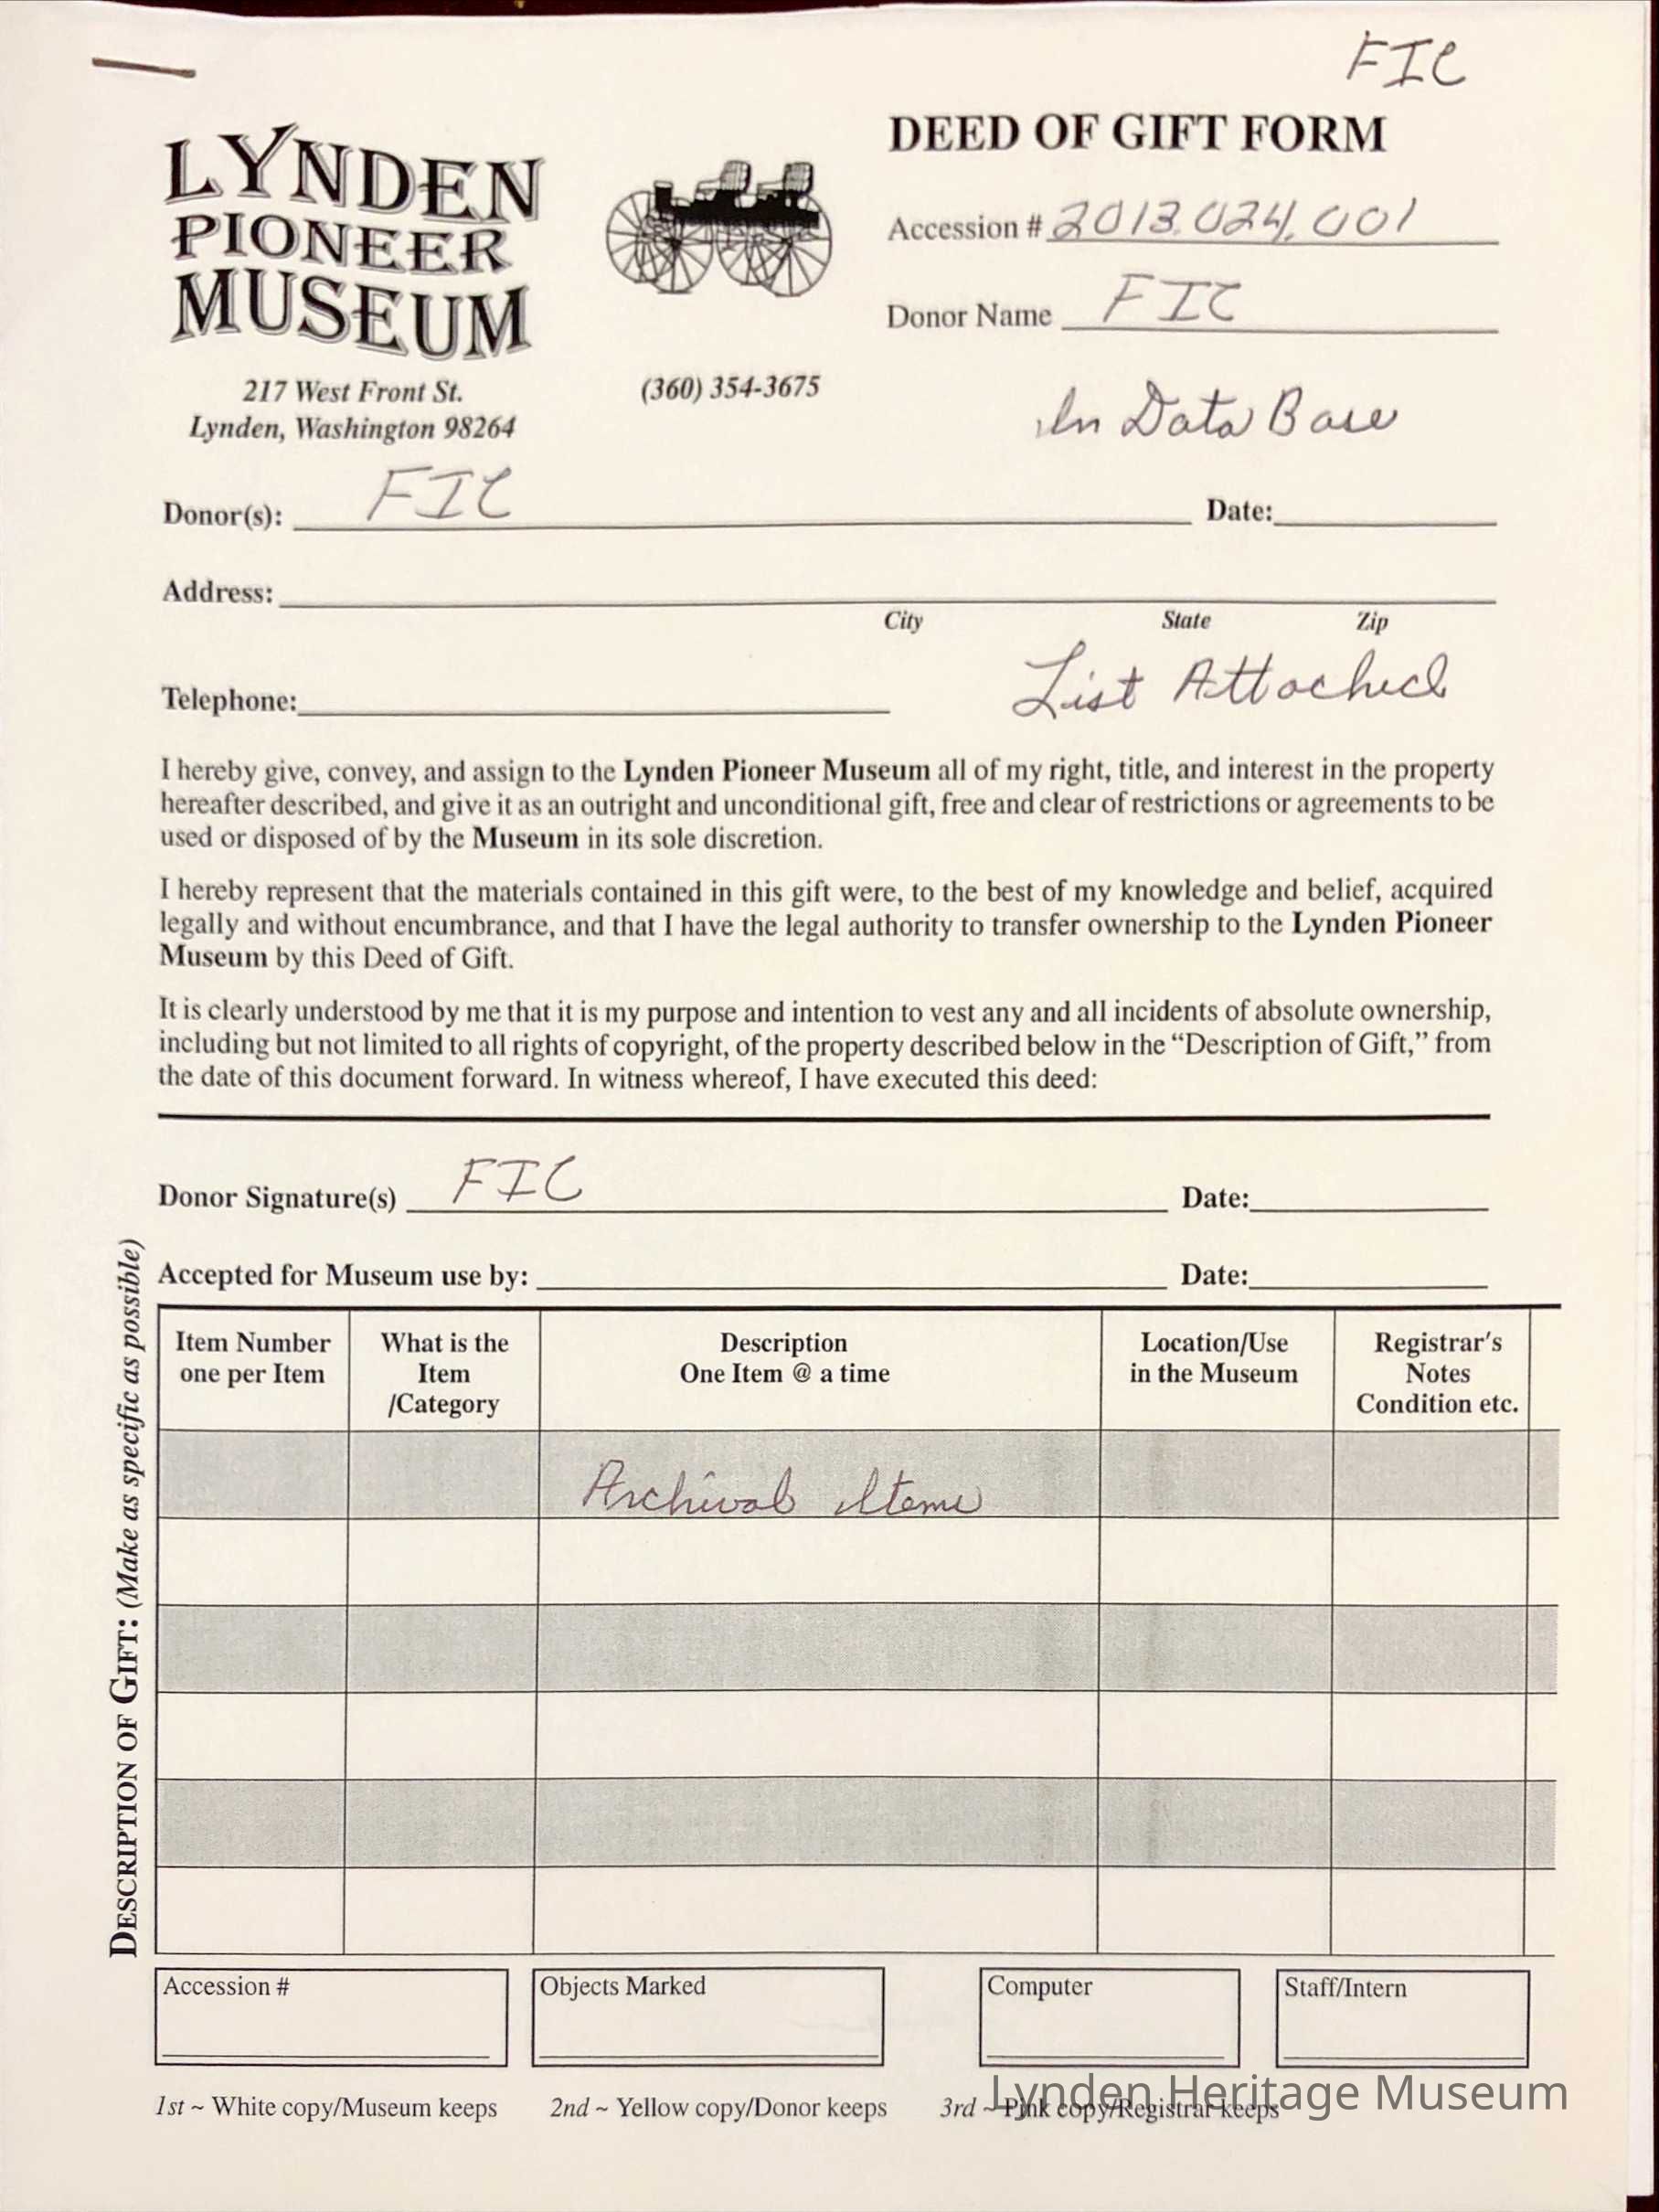 FIC
LYNDEN
PIONEER
MUSEUM
217 West Front St.
Lynden, Washington 98264
(360) 354-3675
DEED OF GIFT FORM
Accession # 2013.024.001
Donor Name FIC
In Data Base
Donor(s): FIC Date:
Address:
City State Zip
Telephone: List Attached
I hereby give, convey, and assign to the Lynden Pioneer Museum all of my right, title, and interest in the property
hereafter described, and give it as an outright and unconditional gift, free and clear of restrictions or agreements to be
used or disposed of by the Museum in its sole discretion.
I hereby represent that the materials contained in this gift were, to the best of my knowledge and belief, acquired
legally and without encumbrance, and that I have the legal authority to transfer ownership to the Lynden Pioneer
Museum by this Deed of Gift.
It is clearly understood by me that it is my purpose and intention to vest any and all incidents of absolute ownership,
including but not limited to all rights of copyright, of the property described below in the “Description of Gift,” from
the date of this document forward. In witness whereof, I have executed this deed:
Donor Signature(s) FIC Date:
Accepted for Museum use by: Date:
DESCRIPTION OF GIFT: (Make as specific as possible)
Item Number
one per Item
What is the
Item
/Category
Description
One Item @ a time
Location/Use
in the Museum
Registrar's
Notes
Condition etc.
Archival Items
Accession #
Objects Marked
Computer
Staff/Intern
1st ~ White copy/Museum keeps 2nd ~ Yellow copy/Donor keeps 3rd ~ Pink copy/Registrar keeps
Lynden Heritage Museum